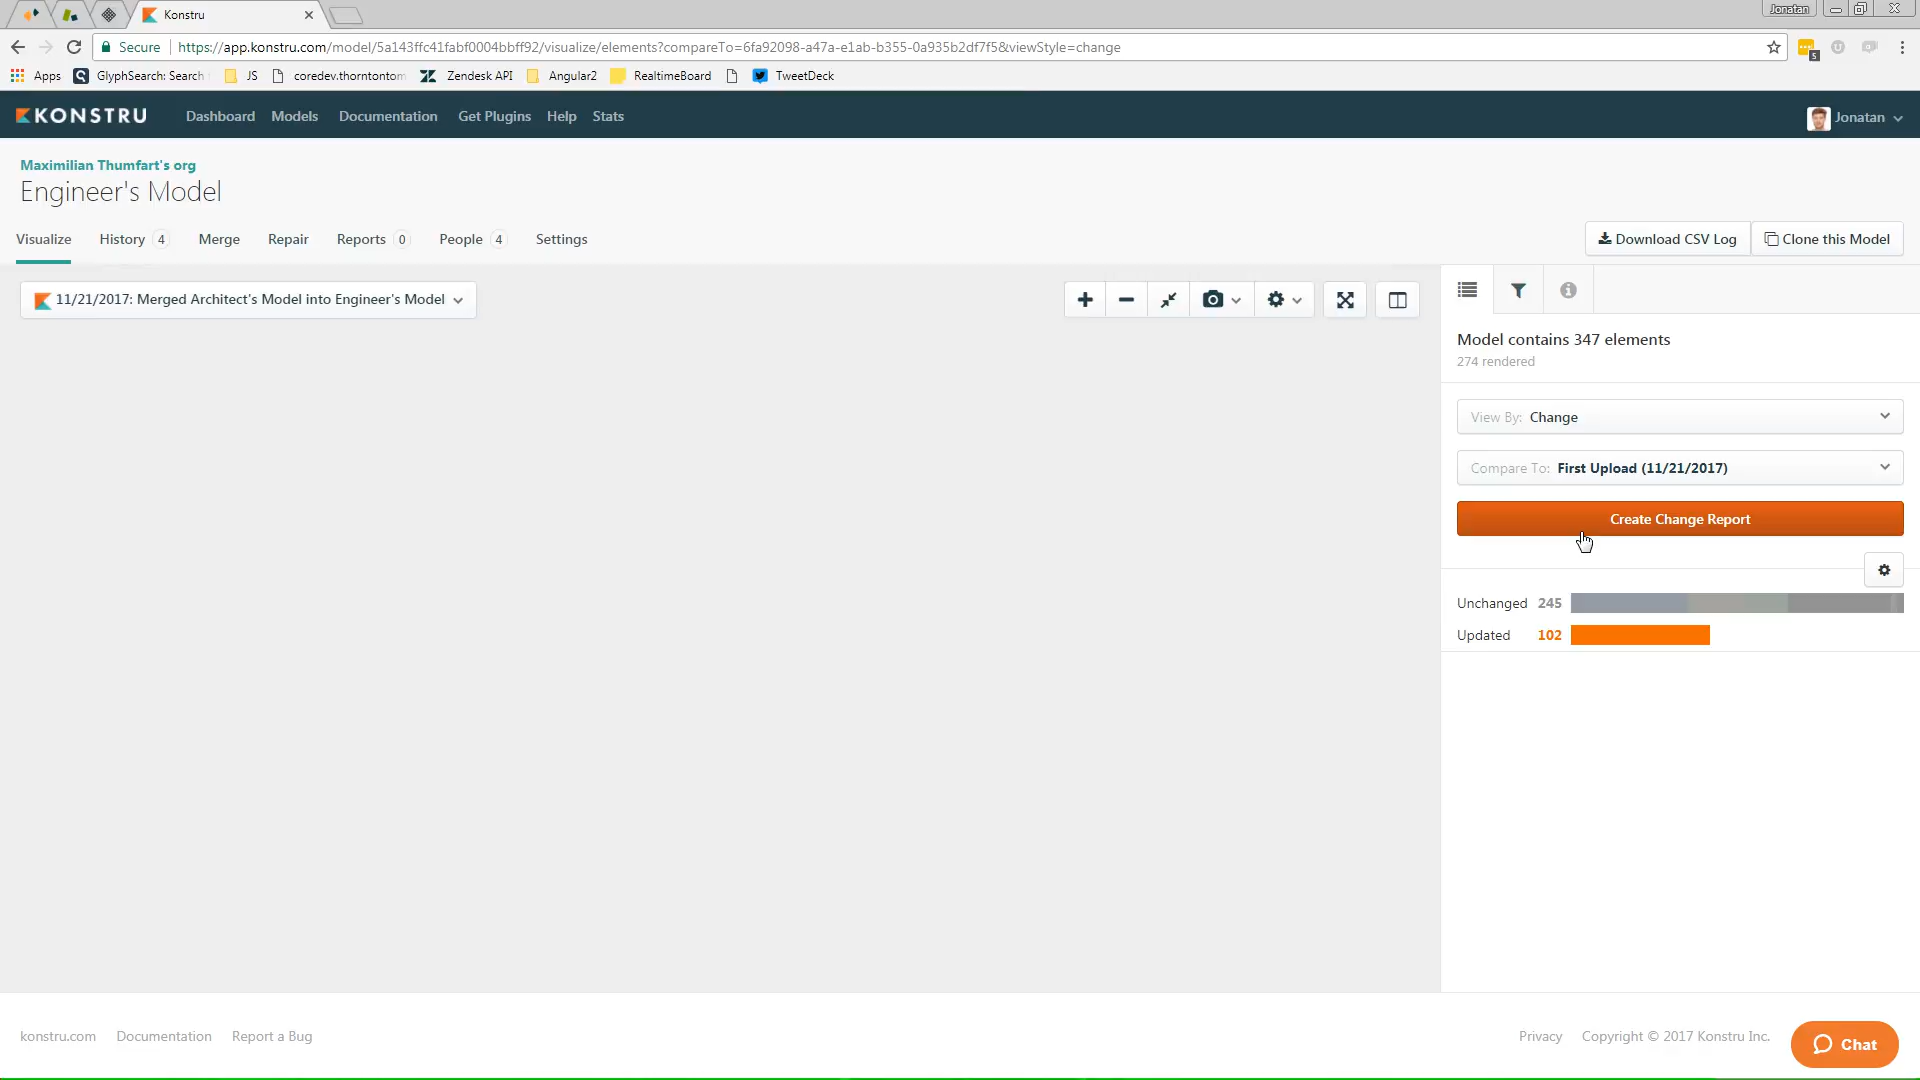 Konstru
Jonatan
Secure https://app.konstru.com/model/5a143ffc41fabf0004bbff92/visualize/elements?compareTo=6fa92098-a47a-e1ab-b355-0a935b2df7f5&viewStyle=change
5
Apps GlyphSearch: Search JS coredev.thorntontom Zendesk API Angular2 RealtimeBoard TweetDeck
KONSTRU Dashboard Models Documentation Get Plugins Help Stats Jonatan
Maximilian Thumfart's org
Engineer's Model
Visualize History 4 Merge Repair Reports 0 People 4 Settings Download CSV Log Clone this Model
11/21/2017: Merged Architect's Model into Engineer's Model
Model contains 347 elements
274 rendered
View By: Change
Compare To: First Upload (11/21/2017)
Create Change Report
Unchanged 245
Updated 102
konstru.com Documentation Report a Bug Privacy Copyright © 2017 Konstru Inc. Chat